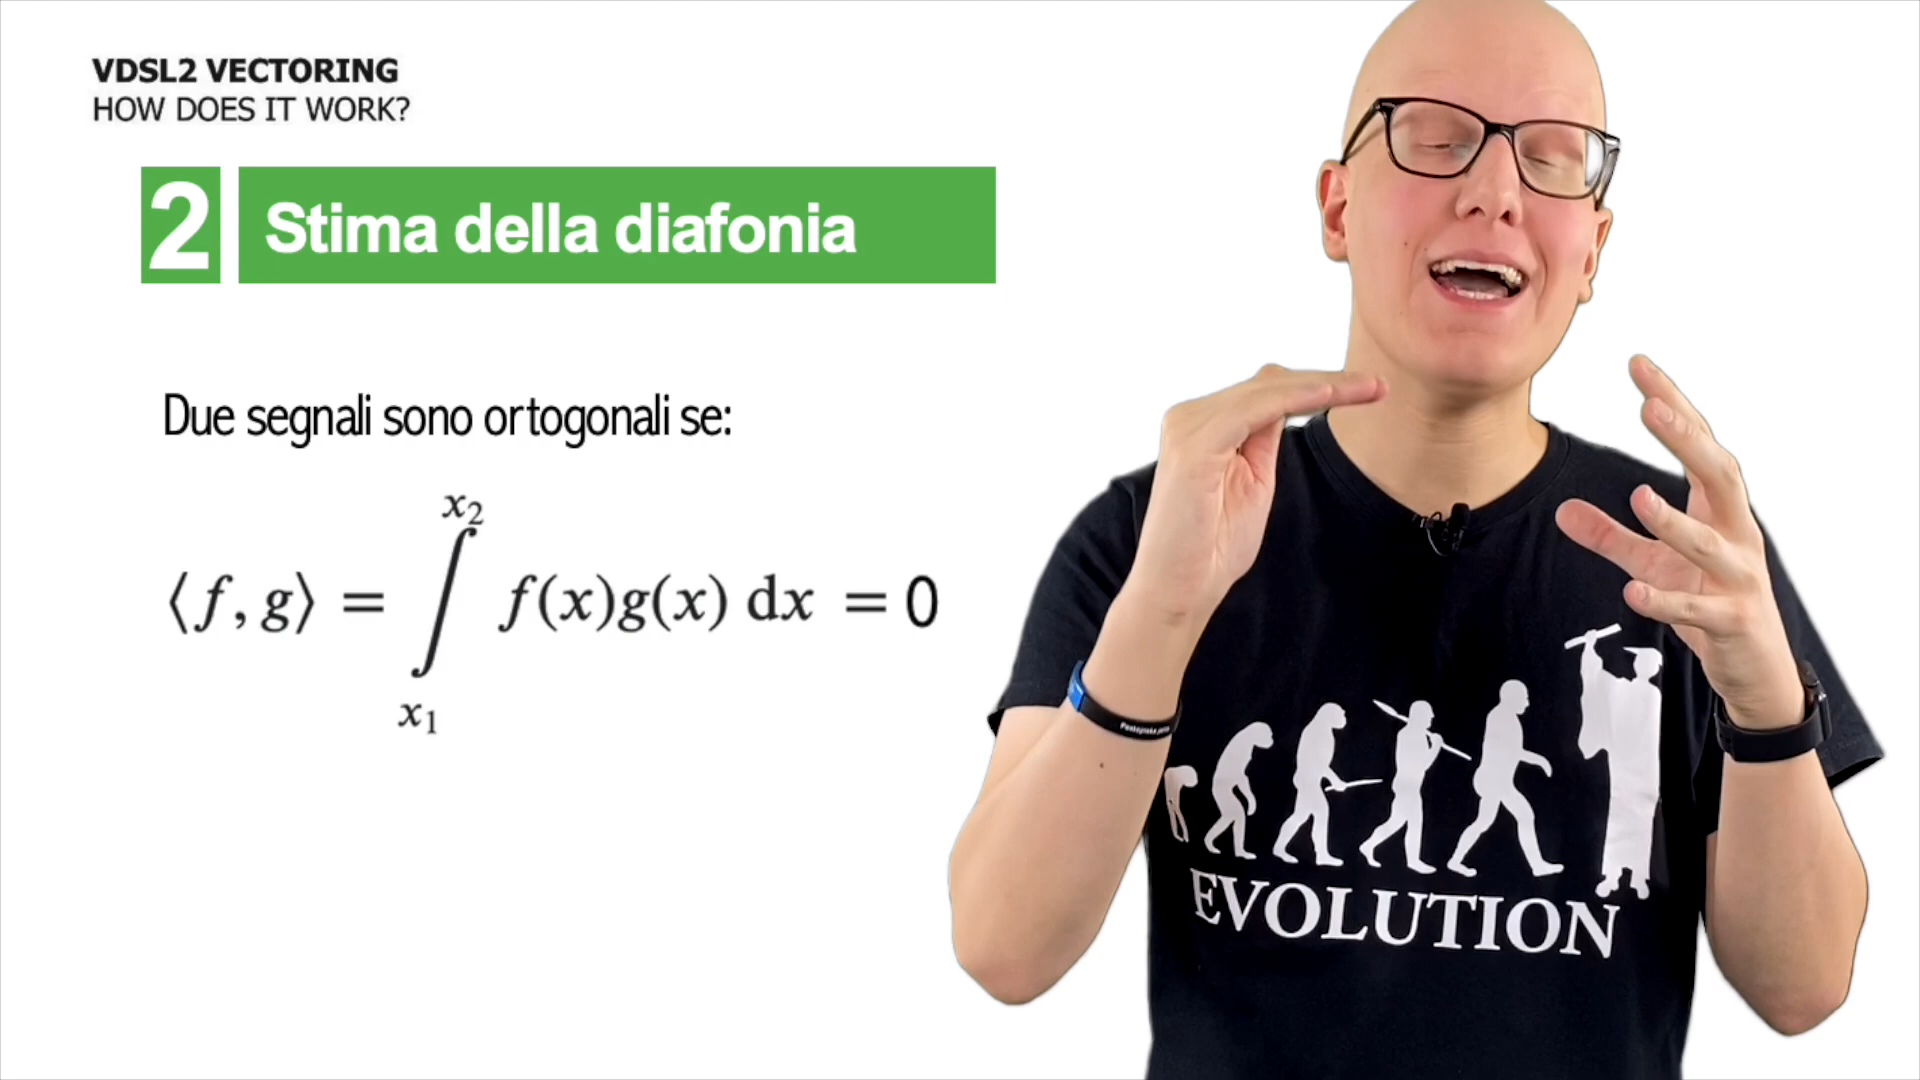 VDSL2 VECTORING
HOW DOES IT WORK?
2 Stima della diafonia
Due segnali sono ortogonali se:
⟨f, g⟩ = ∫_{x₁}^{x₂} f(x)g(x) dx = 0
EVOLUTION